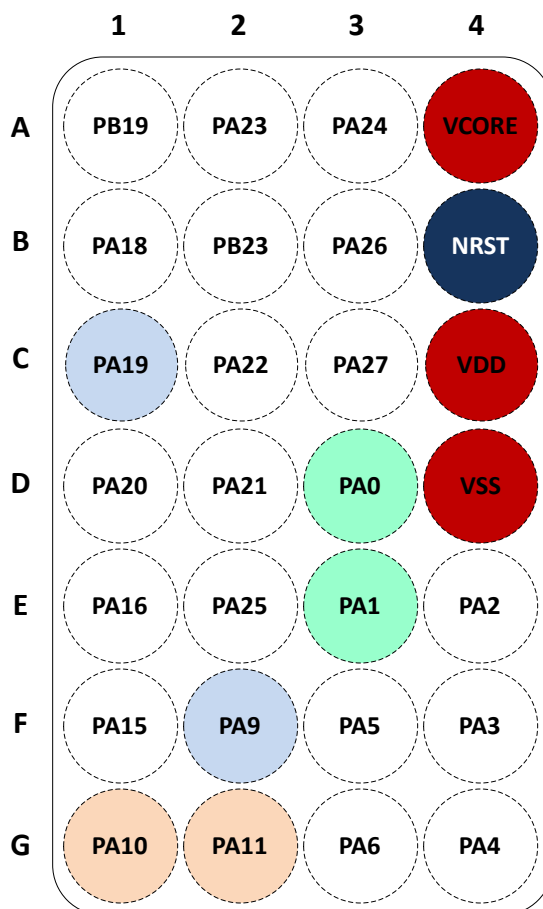 1 2 3 4
A PB19 PA23 PA24 VCORE
B PA18 PB23 PA26 NRST
C PA19 PA22 PA27 VDD
D PA20 PA21 PA0 VSS
E PA16 PA25 PA1 PA2
F PA15 PA9 PA5 PA3
G PA10 PA11 PA6 PA4